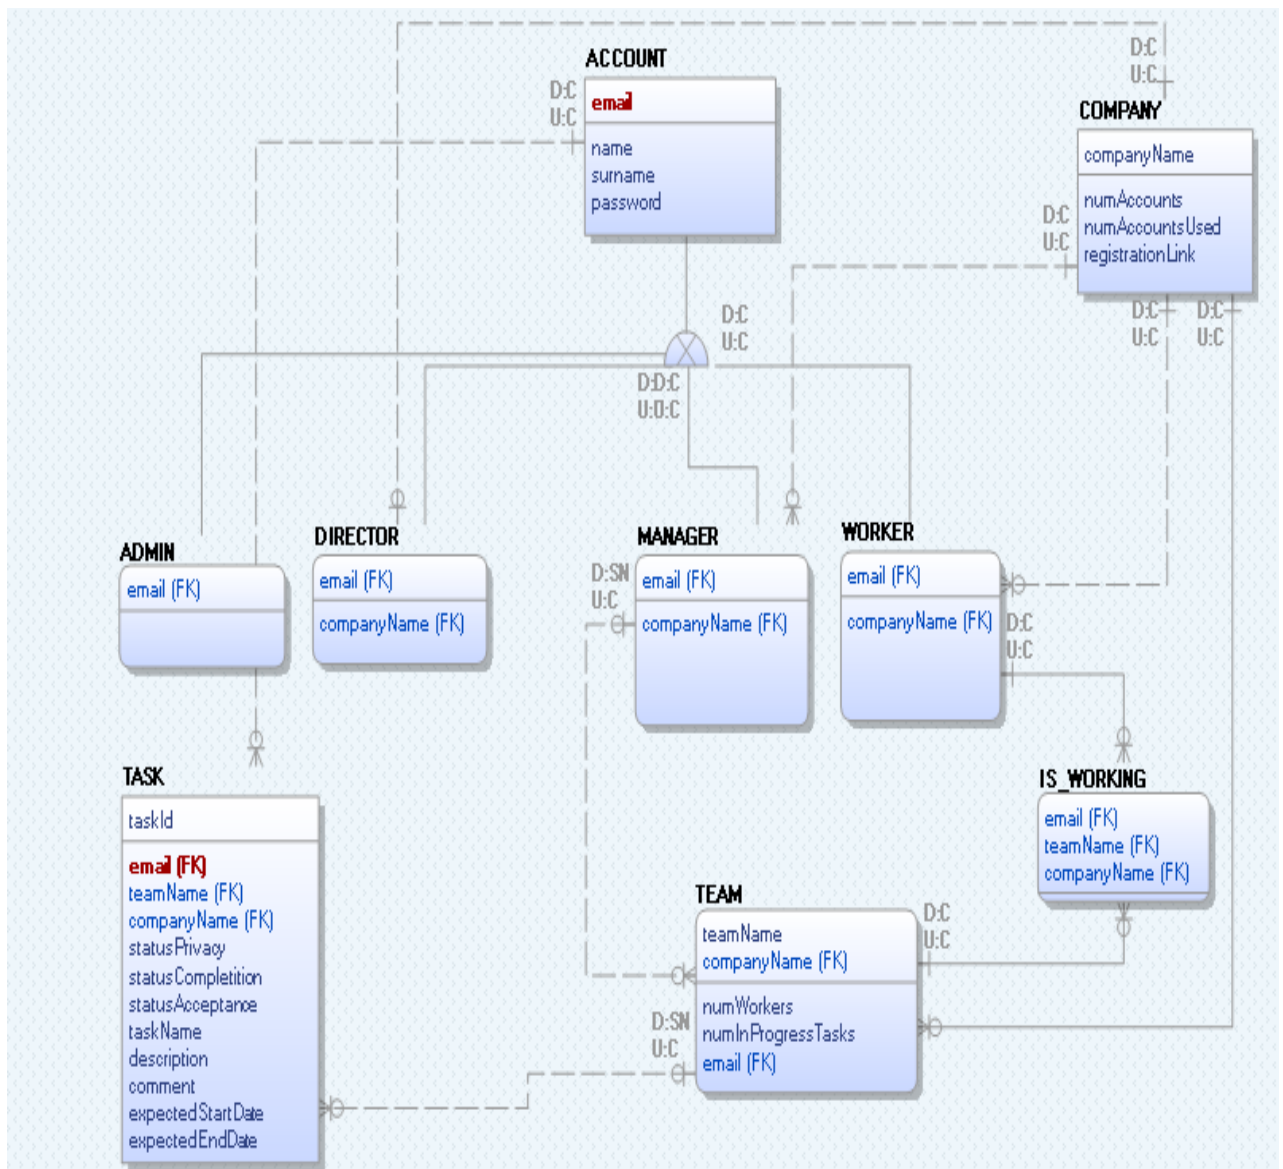 D:C
U:C
ACCOUNT
email
name
surname
password
D:C
U:C
COMPANY
companyName
numAccounts
numAccountsUsed
registrationLink
D:C
U:C
D:C
U:C
D:C
U:C
D:C
U:C
D:D:C
U:D:C
ADMIN
email (FK)
DIRECTOR
email (FK)
companyName (FK)
D:SN
U:C
MANAGER
email (FK)
companyName (FK)
WORKER
email (FK)
companyName (FK)
D:C
U:C
TASK
taskId
email (FK)
teamName (FK)
companyName (FK)
statusPrivacy
statusCompletition
statusAcceptance
taskName
description
comment
expectedStartDate
expectedEndDate
IS_WORKING
email (FK)
teamName (FK)
companyName (FK)
TEAM
teamName
companyName (FK)
numWorkers
numInProgressTasks
email (FK)
D:C
U:C
D:SN
U:C